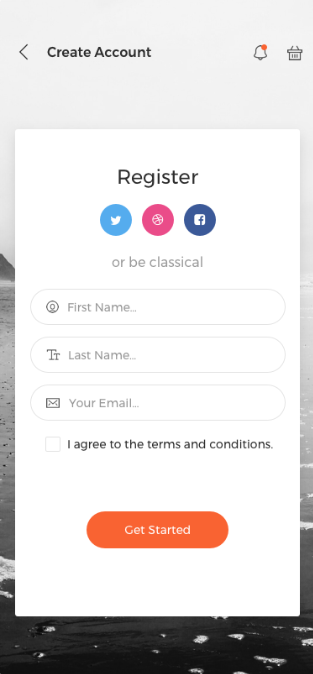 Create Account
Register
or be classical
First Name...
Last Name...
Your Email...
I agree to the terms and conditions.
Get Started